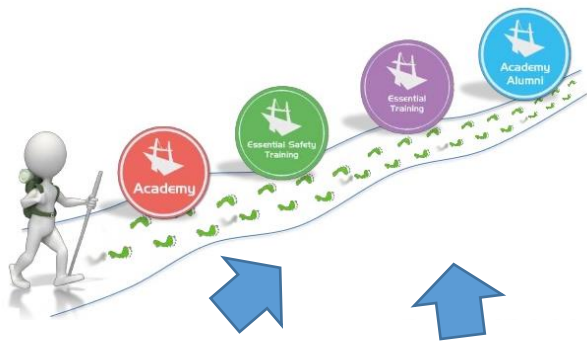 Academy
Essential Safety
Training
Essential
Training
Academy
Alumni